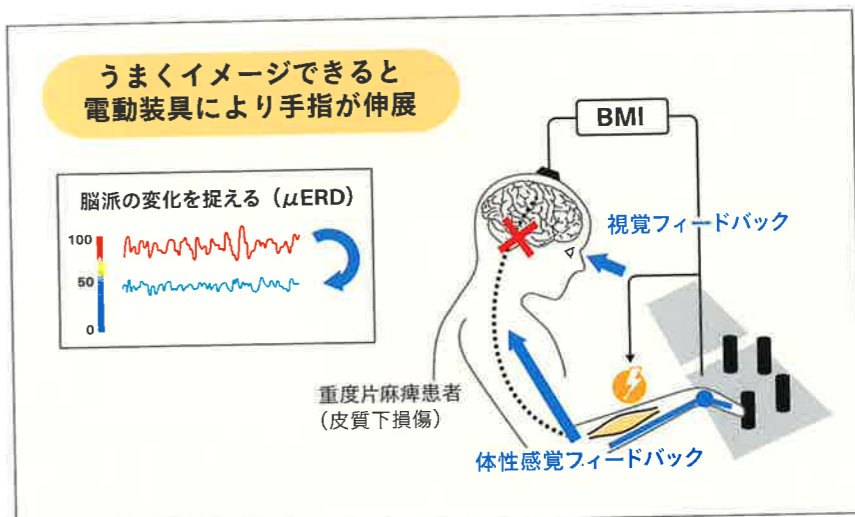 うまくイメージできると
電動装具により手指が伸展
BMI
脳派の変化を捉える（μERD）
100
50
0
視覚フィードバック
重度片麻痺患者
（皮質下損傷）
体性感覚フィードバック